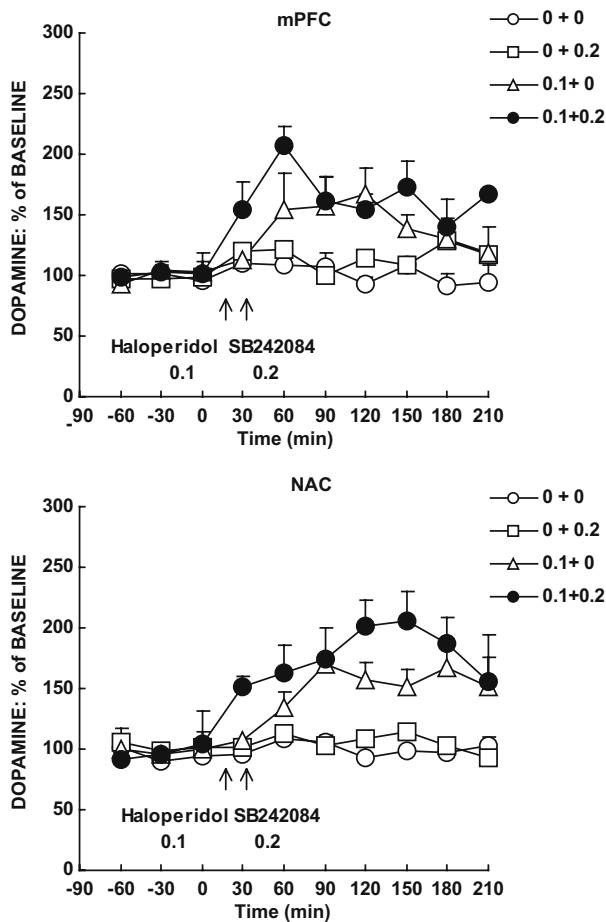 mPFC
0 + 0
0 + 0.2
0.1+ 0
0.1+0.2
DOPAMINE: % of BASELINE
300
250
200
150
100
50
0
Haloperidol SB242084
0.1 0.2
-90 -60 -30 0 30 60 90 120 150 180 210
Time (min)
NAC
0 + 0
0 + 0.2
0.1+ 0
0.1+0.2
DOPAMINE: % of BASELINE
300
250
200
150
100
50
0
Haloperidol SB242084
0.1 0.2
-90 -60 -30 0 30 60 90 120 150 180 210
Time (min)